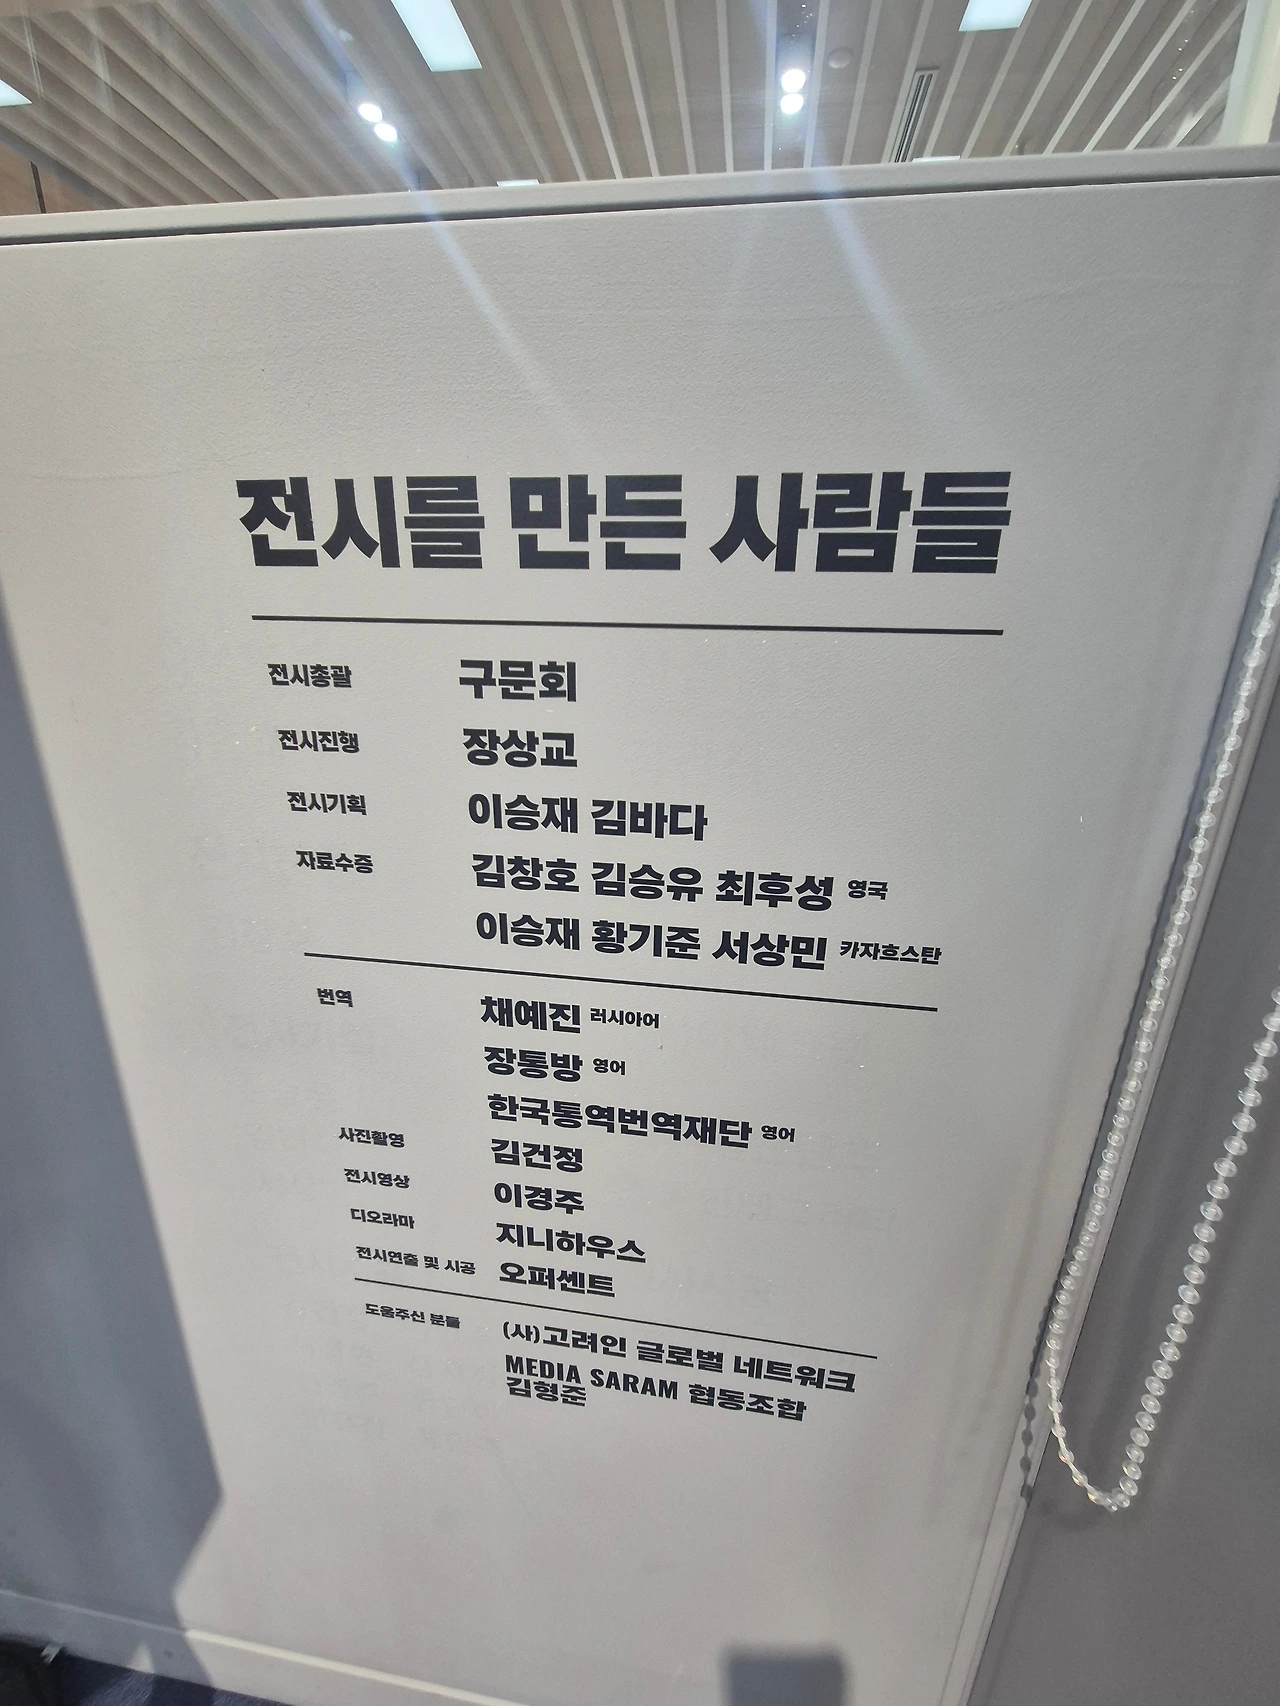 전시를 만든 사람들
전시총괄 구문회
전시진행 장상교
전시기획 이승재 김바다
자료수증 김창호 김승유 최후성 영국
이승재 황기준 서상민 카자흐스탄
번역 채예진 러시아어
장통방 영어
한국통역번역재단 영어
사진촬영 김건정
전시영상 이경주
디오라마 지니하우스
전시연출 및 시공 오퍼센트
도움주신 분들 (사)고려인 글로벌 네트워크
MEDIA SARAM 협동조합
김형준